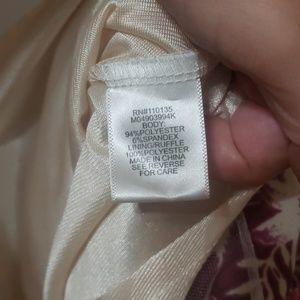 RN#110135
M04903994K
BODY:
94%POLYESTER
6%SPANDEX
LINING/RUFFLE
100%POLYESTER
MADE IN CHINA
SEE REVERSE
FOR CARE